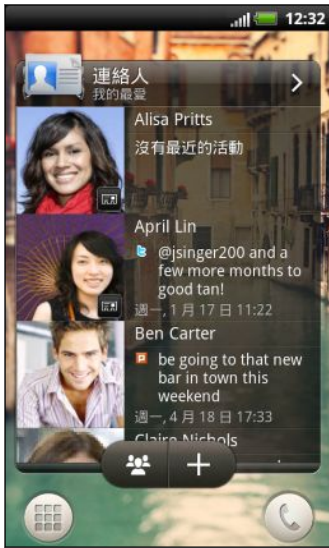 12:32
連絡人
我的最愛
Alisa Pritts
沒有最近的活動
April Lin
@jsinger200 and a
few more months to
good tan!
週一, 1 月 17 日 11:22
Ben Carter
be going to that new
bar in town this
weekend
週一, 4 月 18 日 17:33
Claire Nichols